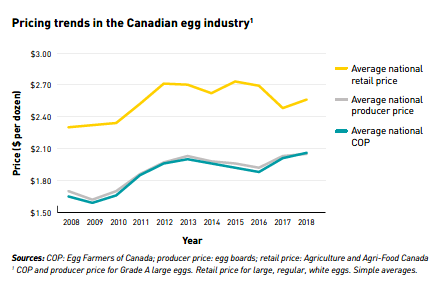 Pricing trends in the Canadian egg industry¹
$3.00
$2.70
$2.40
$2.10
$1.80
$1.50
Price ($ per dozen)
2008 2009 2010 2011 2012 2013 2014 2015 2016 2017 2018
Year
Average national
retail price
Average national
producer price
Average national
COP
Sources: COP: Egg Farmers of Canada; producer price: egg boards; retail price: Agriculture and Agri-Food Canada
¹ COP and producer price for Grade A large eggs. Retail price for large, regular, white eggs. Simple averages.